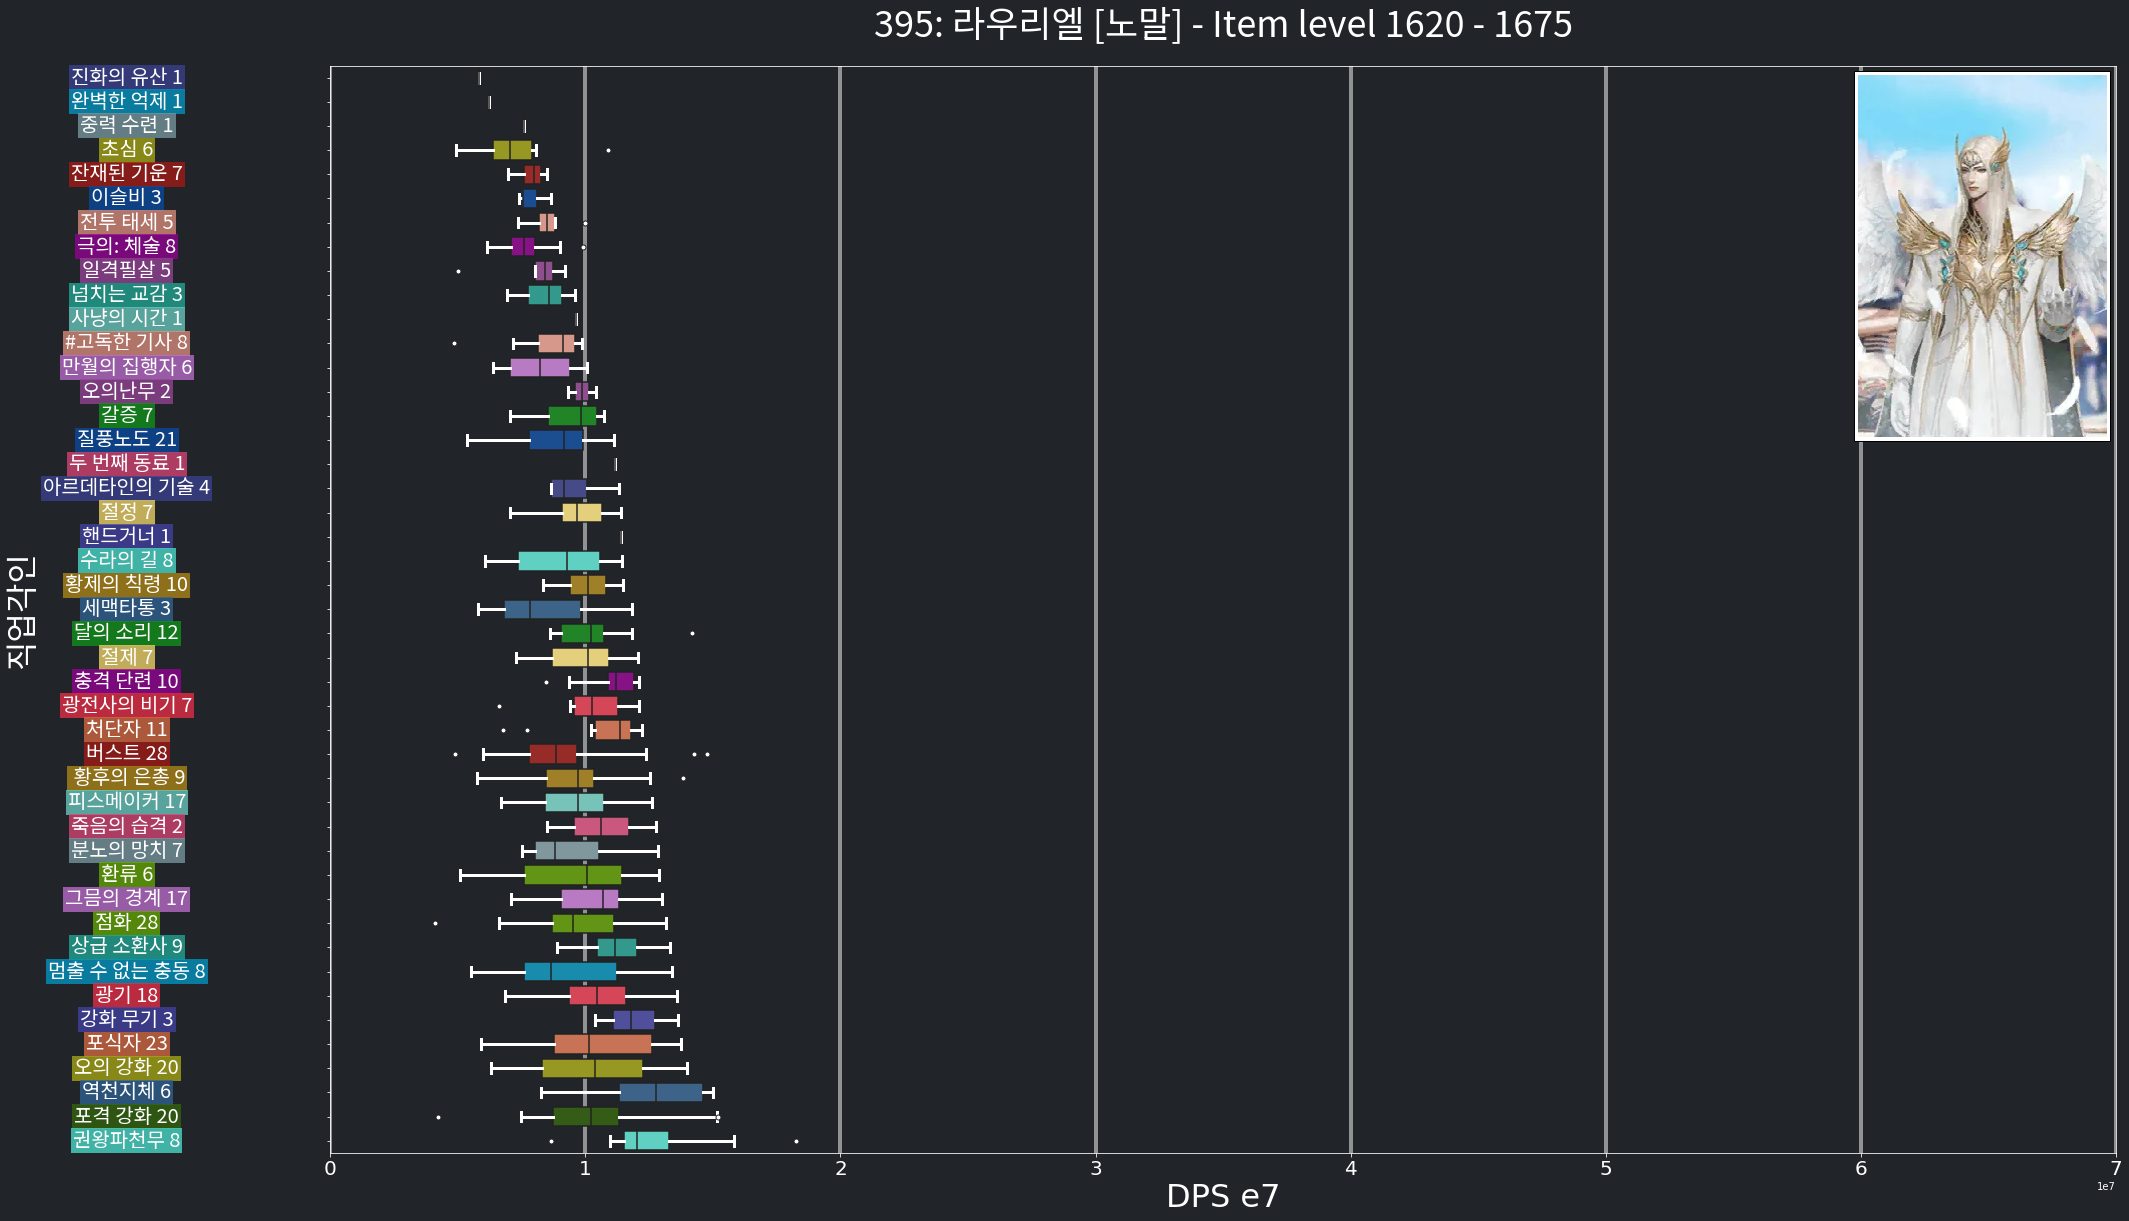 395: 라우리엘 [노말] - Item level 1620 - 1675
진화의 유산 1
완벽한 억제 1
중력 수련 1
초심 6
잔재된 기운 7
이슬비 3
전투 태세 5
극의: 체술 8
일격필살 5
넘치는 교감 3
사냥의 시간 1
#고독한 기사 8
만월의 집행자 6
오의난무 2
갈증 7
질풍노도 21
두 번째 동료 1
아르데타인의 기술 4
절정 7
핸드거너 1
수라의 길 8
황제의 칙령 10
세맥타통 3
달의 소리 12
절제 7
충격 단련 10
광전사의 비기 7
처단자 11
버스트 28
황후의 은총 9
피스메이커 17
죽음의 습격 2
분노의 망치 7
환류 6
그믐의 경계 17
점화 28
상급 소환사 9
멈출 수 없는 충동 8
광기 18
강화 무기 3
포식자 23
오의 강화 20
역천지체 6
포격 강화 20
권왕파천무 8
직업각인
0 1 2 3 4 5 6 7
DPS e7
1e7